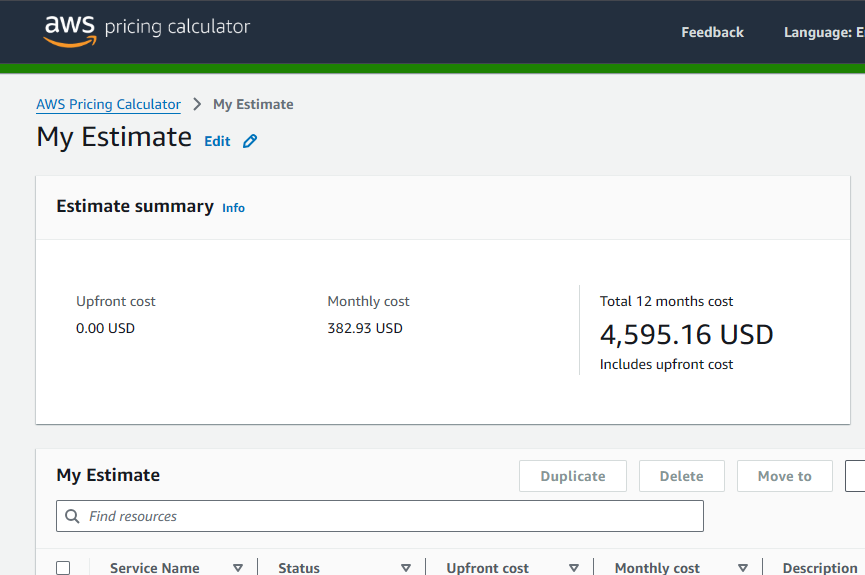 aws pricing calculator
Feedback
Language: E
AWS Pricing Calculator > My Estimate
My Estimate Edit
Estimate summary Info
Upfront cost
0.00 USD
Monthly cost
382.93 USD
Total 12 months cost
4,595.16 USD
Includes upfront cost
My Estimate
Duplicate
Delete
Move to
Find resources
Service Name
Status
Upfront cost
Monthly cost
Description